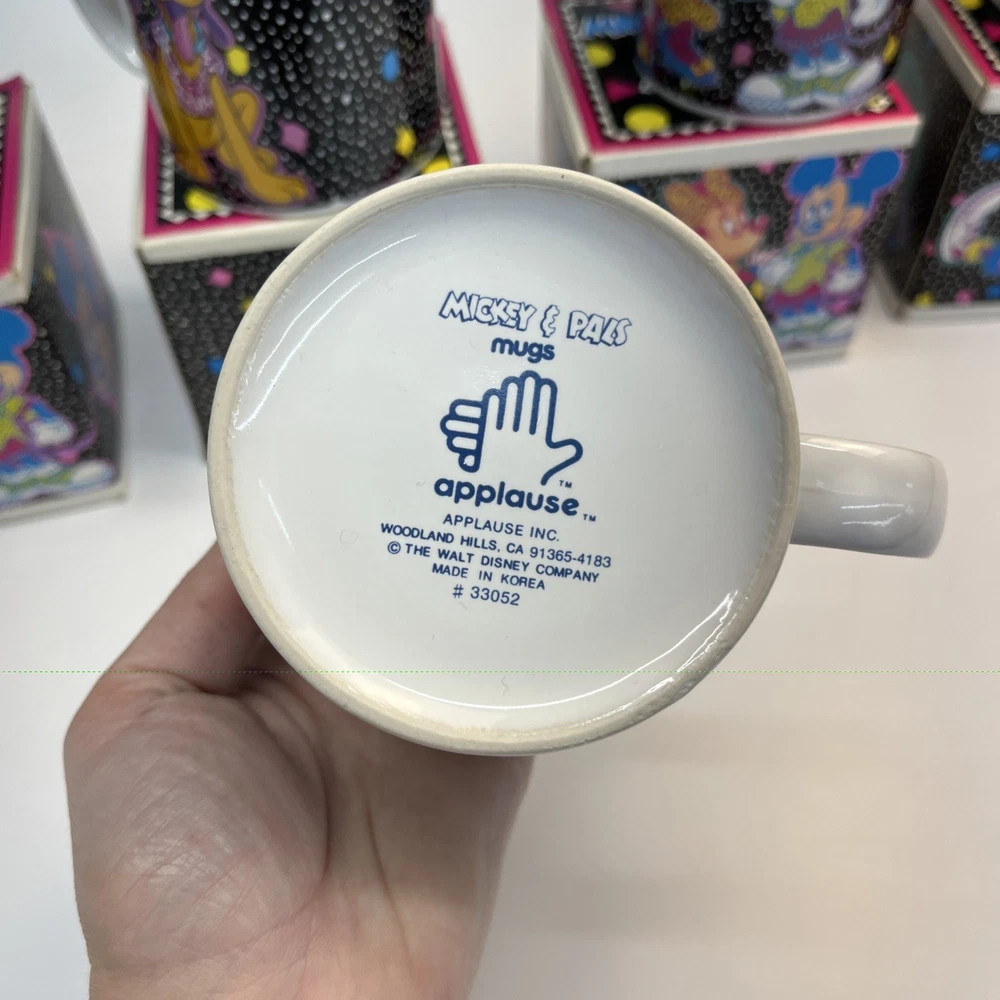 MICKEY & PALS
mugs
TM
applause TM
APPLAUSE INC.
WOODLAND HILLS, CA 91365-4183
© THE WALT DISNEY COMPANY
MADE IN KOREA
# 33052